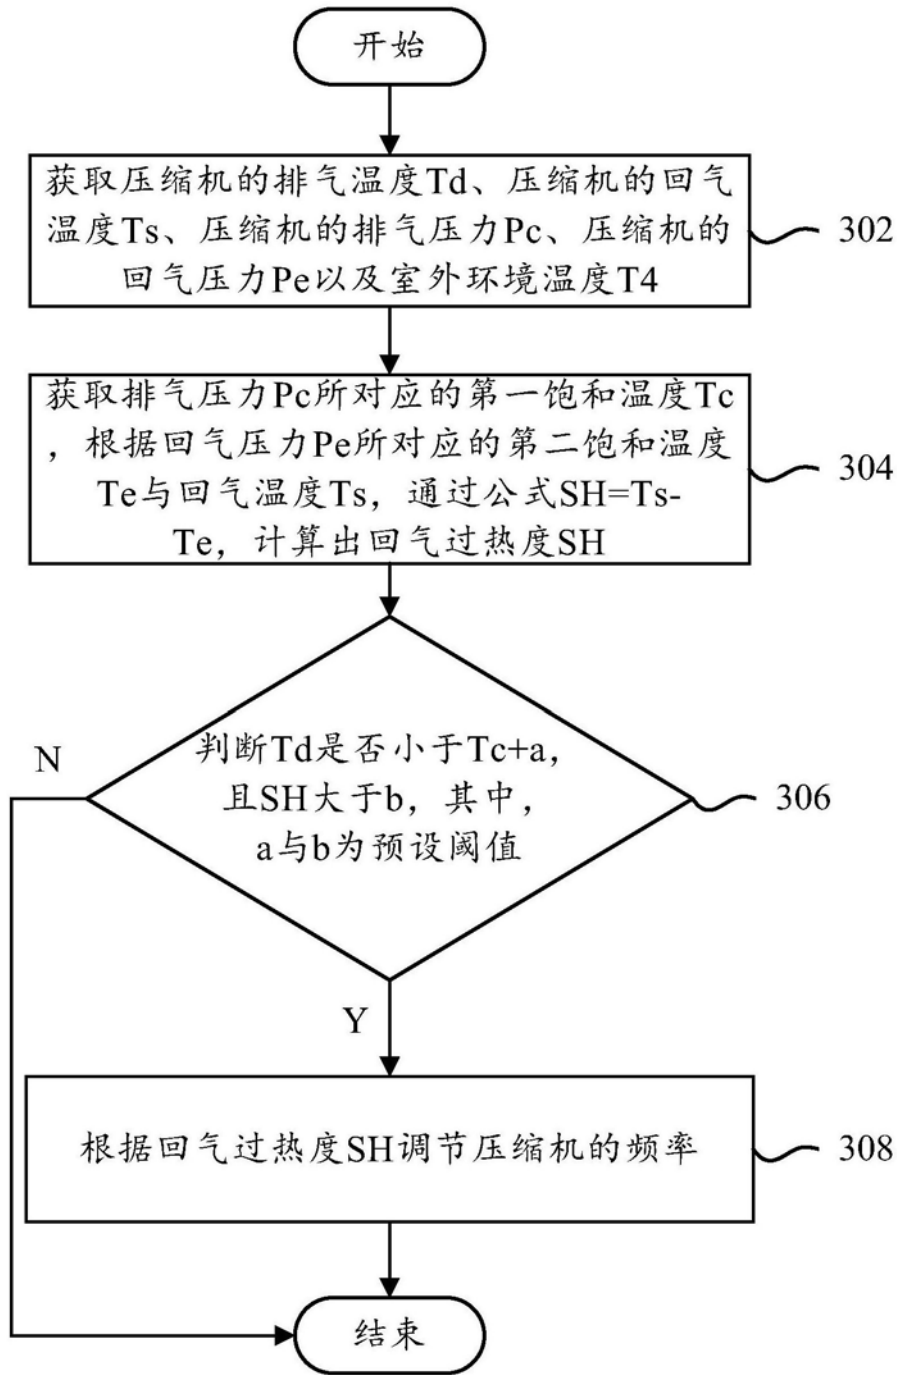 开始
获取压缩机的排气温度Td、压缩机的回气
温度Ts、压缩机的排气压力Pc、压缩机的
回气压力Pe以及室外环境温度T4
302
获取排气压力Pc所对应的第一饱和温度Tc
，根据回气压力Pe所对应的第二饱和温度
Te与回气温度Ts，通过公式SH=Ts-
Te，计算出回气过热度SH
304
判断Td是否小于Tc+a，
且SH大于b，其中，
a与b为预设阈值
306
N
Y
根据回气过热度SH调节压缩机的频率
308
结束